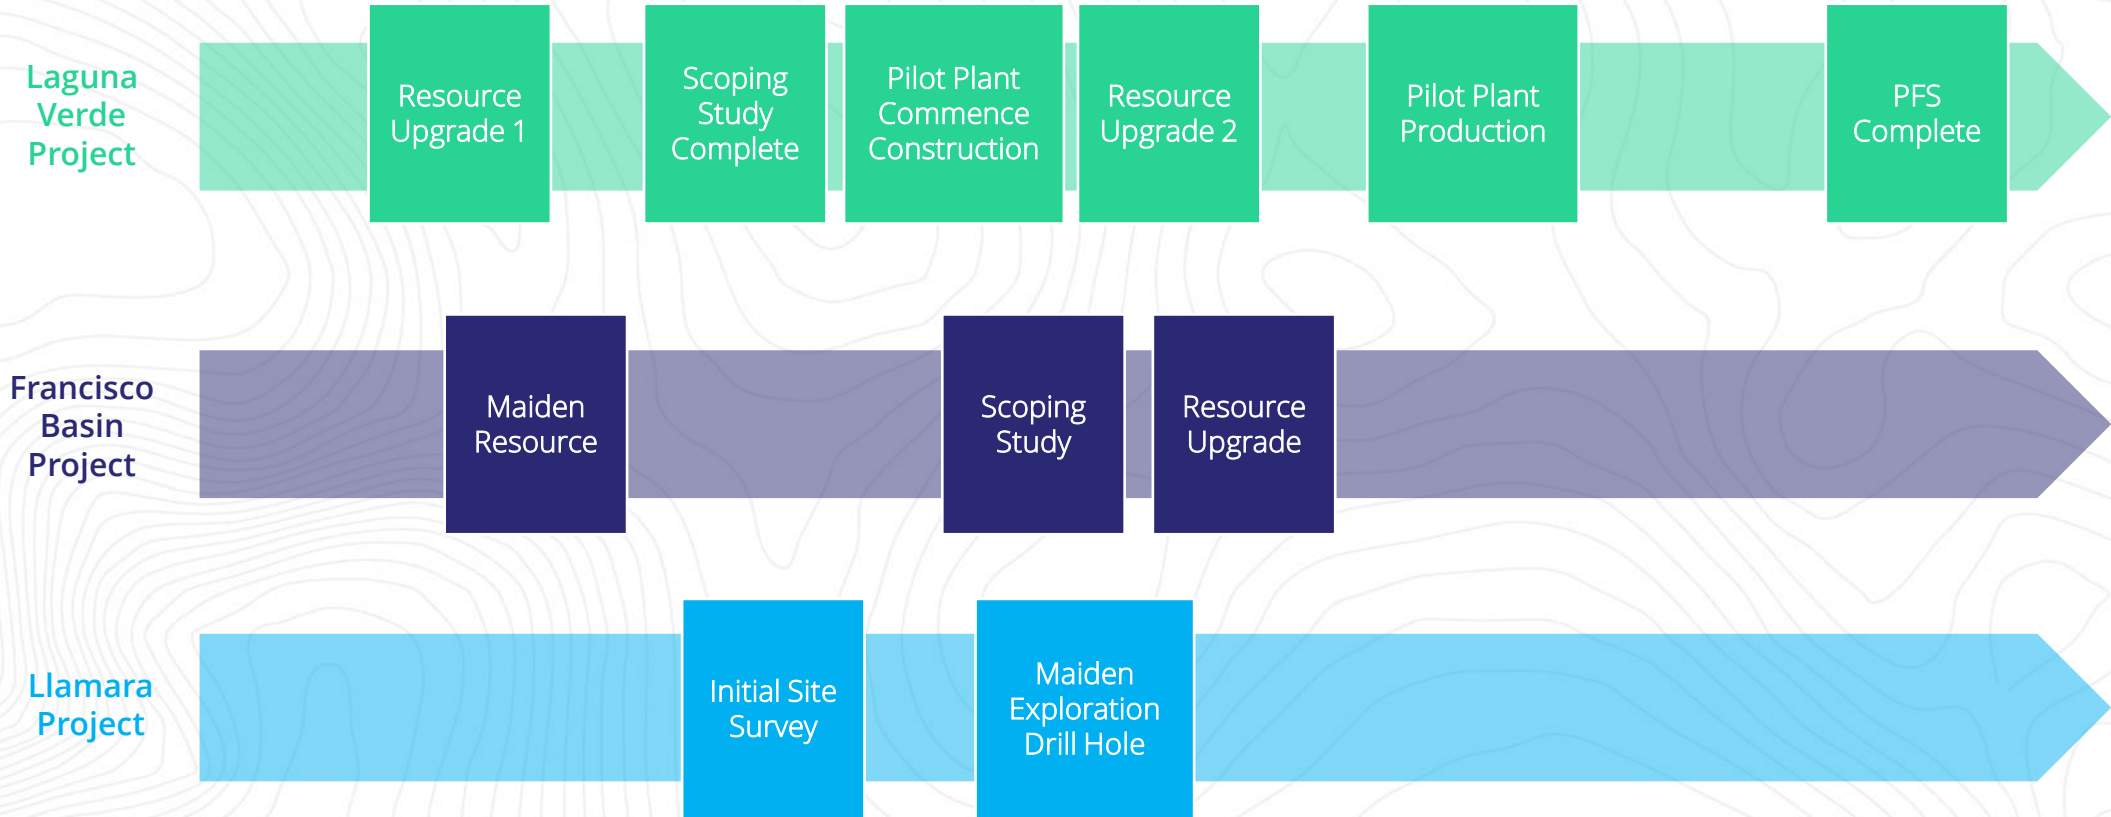 Laguna
Verde
Project
Resource
Upgrade 1
Scoping
Study
Complete
Pilot Plant
Commence
Construction
Resource
Upgrade 2
Pilot Plant
Production
PFS
Complete
Francisco
Basin
Project
Maiden
Resource
Scoping
Study
Resource
Upgrade
Llamara
Project
Initial Site
Survey
Maiden
Exploration
Drill Hole